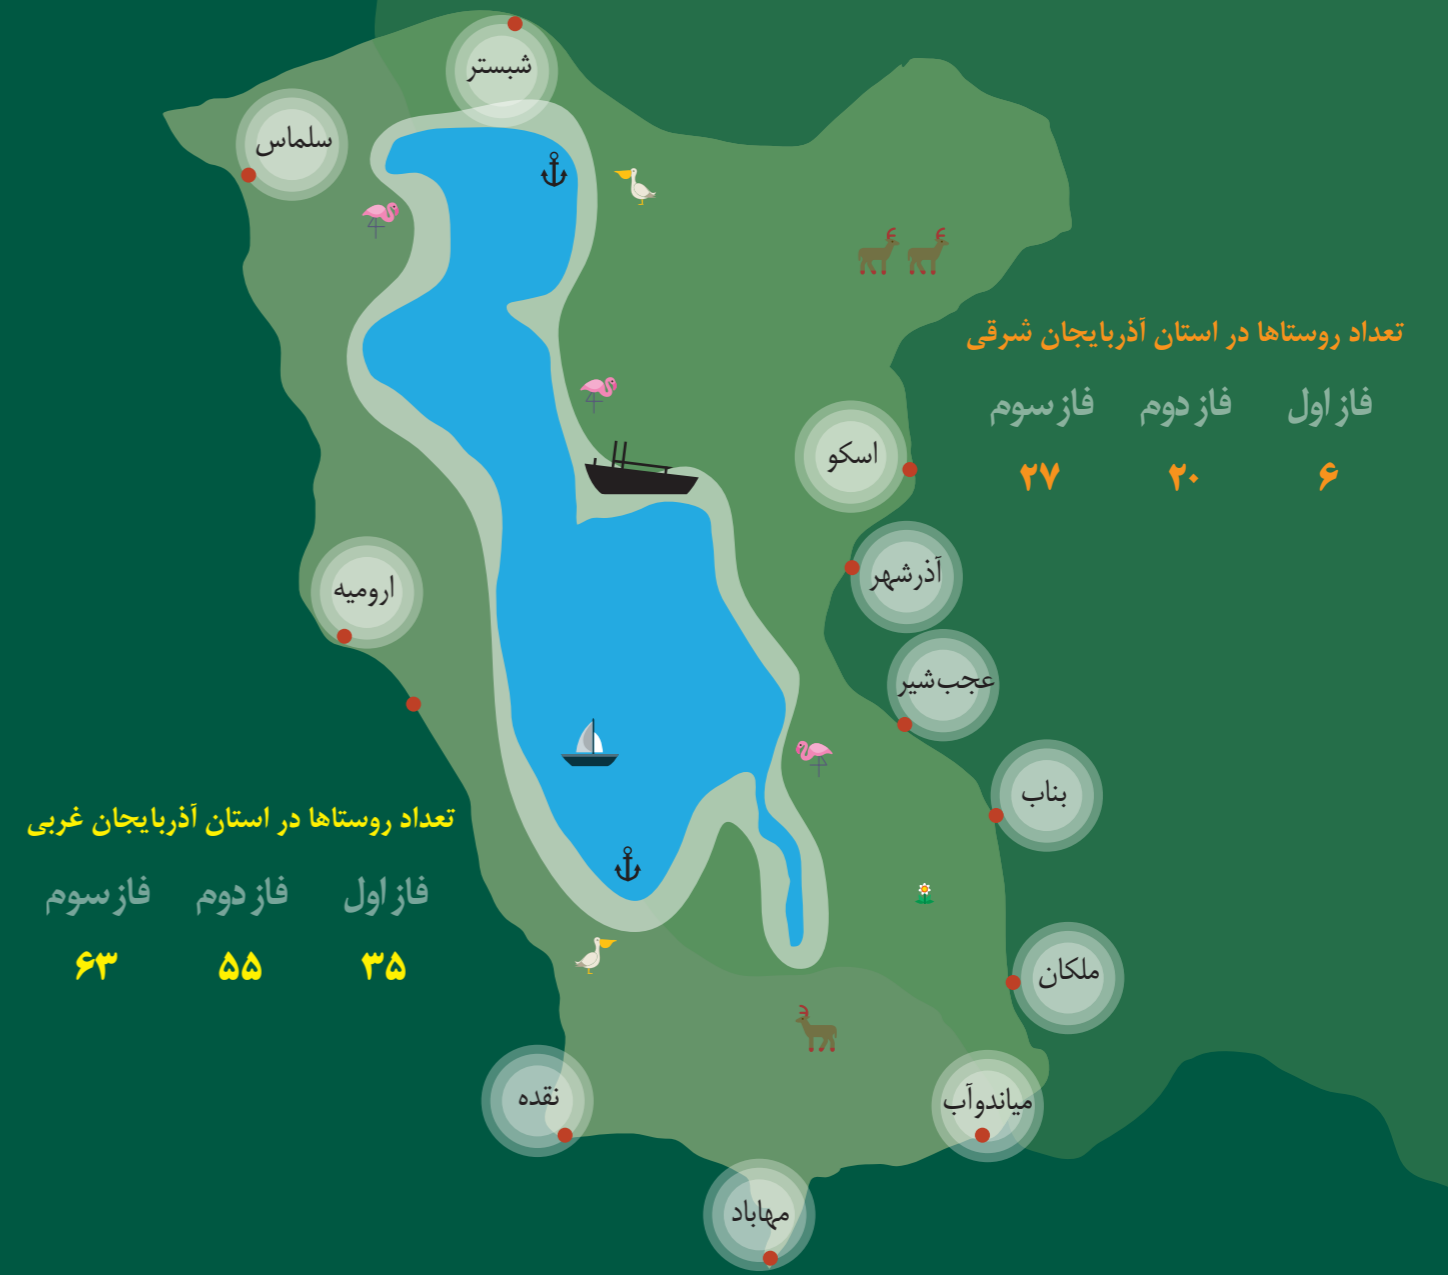 شبستر
سلماس
تعداد روستاها در استان آذربایجان شرقی
فاز اول فاز دوم فاز سوم
۶ ۲۰ ۲۷
اسکو
آذرشهر
ارومیه
عجب‌شیر
بناب
تعداد روستاها در استان آذربایجان غربی
فاز اول فاز دوم فاز سوم
۳۵ ۵۵ ۶۳
ملکان
نقده
میاندوآب
مهاباد